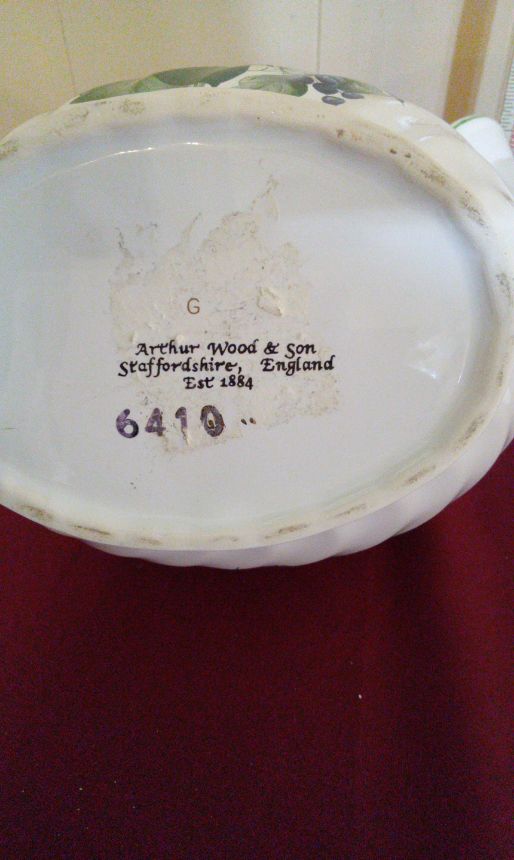 G
Arthur Wood & Son
Staffordshire, England
Est 1884
6410